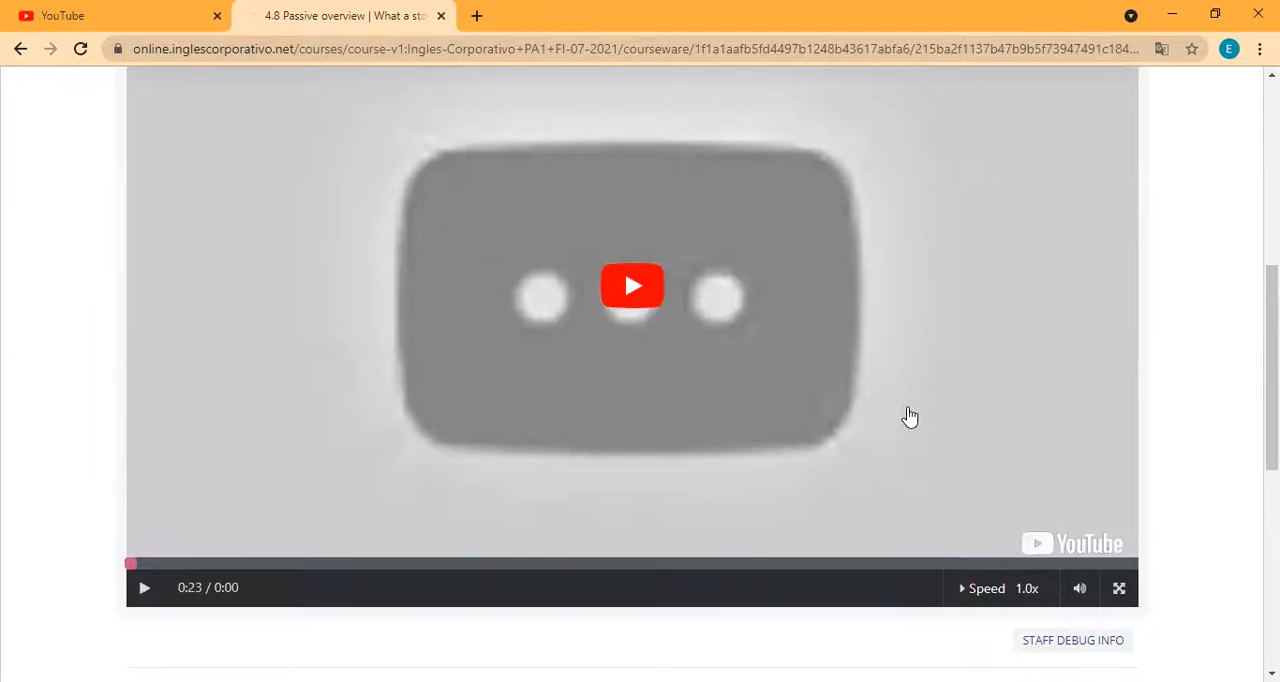 YouTube
4.8 Passive overview | What a sto
online.inglescorporativo.net/courses/course-v1:Ingles-Corporativo+PA1+FI-07-2021/courseware/1f1a1aafb5fd4497b1248b43617abfa6/215ba2f1137b47b9b5f73947491c184...
E
YouTube
0:23 / 0:00
Speed 1.0x
STAFF DEBUG INFO